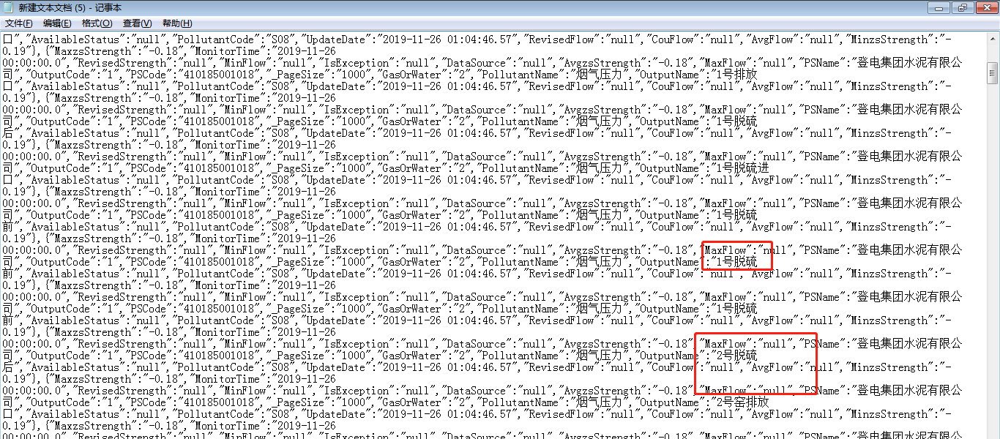 新建文本文档 (5) - 记事本
文件(F) 编辑(E) 格式(O) 查看(V) 帮助(H)
口","AvailableStatus":"null","PollutantCode":"S08","UpdateDate":"2019-11-26 01:04:46.57","RevisedFlow":"null","CouFlow":"null","AvgFlow":"null","MinzsStrength":"-
0.19"},{"MaxzsStrength":"-0.18","MonitorTime":"2019-11-26
00:00:00.0","RevisedStrength":"null","MinFlow":"null","IsException":"null","DataSource":"null","AvgzsStrength":"-0.18","MaxFlow":"null","PSName":"登电集团水泥有限公
司","OutputCode":"1","PSCode":"410185001018","_PageSize":"1000","GasOrWater":"2","PollutantName":"烟气压力","OutputName":"1号排放
口","AvailableStatus":"null","PollutantCode":"S08","UpdateDate":"2019-11-26 01:04:46.57","RevisedFlow":"null","CouFlow":"null","AvgFlow":"null","MinzsStrength":"-
0.19"},{"MaxzsStrength":"-0.18","MonitorTime":"2019-11-26
00:00:00.0","RevisedStrength":"null","MinFlow":"null","IsException":"null","DataSource":"null","AvgzsStrength":"-0.18","MaxFlow":"null","PSName":"登电集团水泥有限公
司","OutputCode":"1","PSCode":"410185001018","_PageSize":"1000","GasOrWater":"2","PollutantName":"烟气压力","OutputName":"1号脱硫
后","AvailableStatus":"null","PollutantCode":"S08","UpdateDate":"2019-11-26 01:04:46.57","RevisedFlow":"null","CouFlow":"null","AvgFlow":"null","MinzsStrength":"-
0.19"},{"MaxzsStrength":"-0.18","MonitorTime":"2019-11-26
00:00:00.0","RevisedStrength":"null","MinFlow":"null","IsException":"null","DataSource":"null","AvgzsStrength":"-0.18","MaxFlow":"null","PSName":"登电集团水泥有限公
司","OutputCode":"1","PSCode":"410185001018","_PageSize":"1000","GasOrWater":"2","PollutantName":"烟气压力","OutputName":"1号脱硫进
口","AvailableStatus":"null","PollutantCode":"S08","UpdateDate":"2019-11-26 01:04:46.57","RevisedFlow":"null","CouFlow":"null","AvgFlow":"null","MinzsStrength":"-
0.19"},{"MaxzsStrength":"-0.18","MonitorTime":"2019-11-26
00:00:00.0","RevisedStrength":"null","MinFlow":"null","IsException":"null","DataSource":"null","AvgzsStrength":"-0.18","MaxFlow":"null","PSName":"登电集团水泥有限公
司","OutputCode":"1","PSCode":"410185001018","_PageSize":"1000","GasOrWater":"2","PollutantName":"烟气压力","OutputName":"1号脱硫
前","AvailableStatus":"null","PollutantCode":"S08","UpdateDate":"2019-11-26 01:04:46.57","RevisedFlow":"null","CouFlow":"null","AvgFlow":"null","MinzsStrength":"-
0.19"},{"MaxzsStrength":"-0.18","MonitorTime":"2019-11-26
00:00:00.0","RevisedStrength":"null","MinFlow":"null","IsException":"null","DataSource":"null","AvgzsStrength":"-0.18","MaxFlow":"null","PSName":"登电集团水泥有限公
司","OutputCode":"1","PSCode":"410185001018","_PageSize":"1000","GasOrWater":"2","PollutantName":"烟气压力","OutputName":"1号脱硫
前","AvailableStatus":"null","PollutantCode":"S08","UpdateDate":"2019-11-26 01:04:46.57","RevisedFlow":"null","CouFlow":"null","AvgFlow":"null","MinzsStrength":"-
0.19"},{"MaxzsStrength":"-0.18","MonitorTime":"2019-11-26
00:00:00.0","RevisedStrength":"null","MinFlow":"null","IsException":"null","DataSource":"null","AvgzsStrength":"-0.18","MaxFlow":"null","PSName":"登电集团水泥有限公
司","OutputCode":"1","PSCode":"410185001018","_PageSize":"1000","GasOrWater":"2","PollutantName":"烟气压力","OutputName":"1号脱硫
前","AvailableStatus":"null","PollutantCode":"S08","UpdateDate":"2019-11-26 01:04:46.57","RevisedFlow":"null","CouFlow":"null","AvgFlow":"null","MinzsStrength":"-
0.19"},{"MaxzsStrength":"-0.18","MonitorTime":"2019-11-26
00:00:00.0","RevisedStrength":"null","MinFlow":"null","IsException":"null","DataSource":"null","AvgzsStrength":"-0.18","MaxFlow":"null","PSName":"登电集团水泥有限公
司","OutputCode":"1","PSCode":"410185001018","_PageSize":"1000","GasOrWater":"2","PollutantName":"烟气压力","OutputName":"2号脱硫
后","AvailableStatus":"null","PollutantCode":"S08","UpdateDate":"2019-11-26 01:04:46.57","RevisedFlow":"null","CouFlow":"null","AvgFlow":"null","MinzsStrength":"-
0.19"},{"MaxzsStrength":"-0.18","MonitorTime":"2019-11-26
00:00:00.0","RevisedStrength":"null","MinFlow":"null","IsException":"null","DataSource":"null","AvgzsStrength":"-0.18","MaxFlow":"null","PSName":"登电集团水泥有限公
司","OutputCode":"1","PSCode":"410185001018","_PageSize":"1000","GasOrWater":"2","PollutantName":"烟气压力","OutputName":"2号窑排放
口","AvailableStatus":"null","PollutantCode":"S08","UpdateDate":"2019-11-26 01:04:46.57","RevisedFlow":"null","CouFlow":"null","AvgFlow":"null","MinzsStrength":"-
0.19"},{"MaxzsStrength":"-0.18","MonitorTime":"2019-11-26
00:00:00.0","RevisedStrength":"null","MinFlow":"null","IsException":"null","DataSource":"null","AvgzsStrength":"-0.18","MaxFlow":"null","PSName":"登电集团水泥有限公